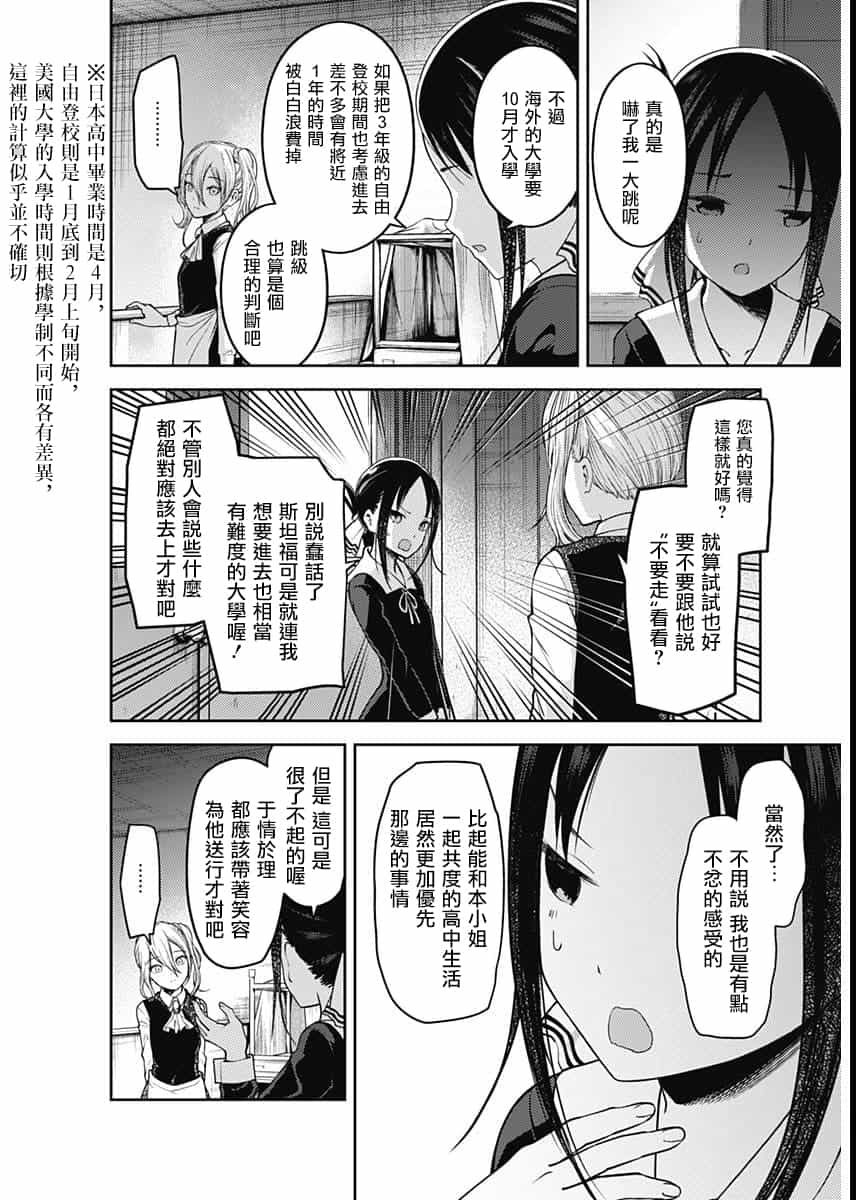 真的是
嚇了我一大跳呢
不過
海外的大學要
10月才入學
如果把3年級的自由
登校期間也考慮進去
差不多會有將近
1年的時間
被白白浪費掉
跳級
也算是個
合理的判斷吧
………
您真的覺得
這樣就好嗎？
就算試試也好
要不要跟他說
“不要走”看看？
別說蠢話了
斯坦福可是就連我
想要進去也相當
有難度的大學喔！
不管別人會說些什麼
都絕對應該去上才對吧
當然了…
不用說 我也是有點
不忿的感受的
比起能和本小姐
一起共度的高中生活
居然更加優先
那邊的事情
但是 這可是
很了不起的喔
于情於理
都應該帶著笑容
為他送行才對吧
………
※日本高中畢業時間是4月，
自由登校則是1月底到2月上旬開始，
美國大學的入學時間則根據學制不同而各有差異，
這裡的計算似乎並不確切